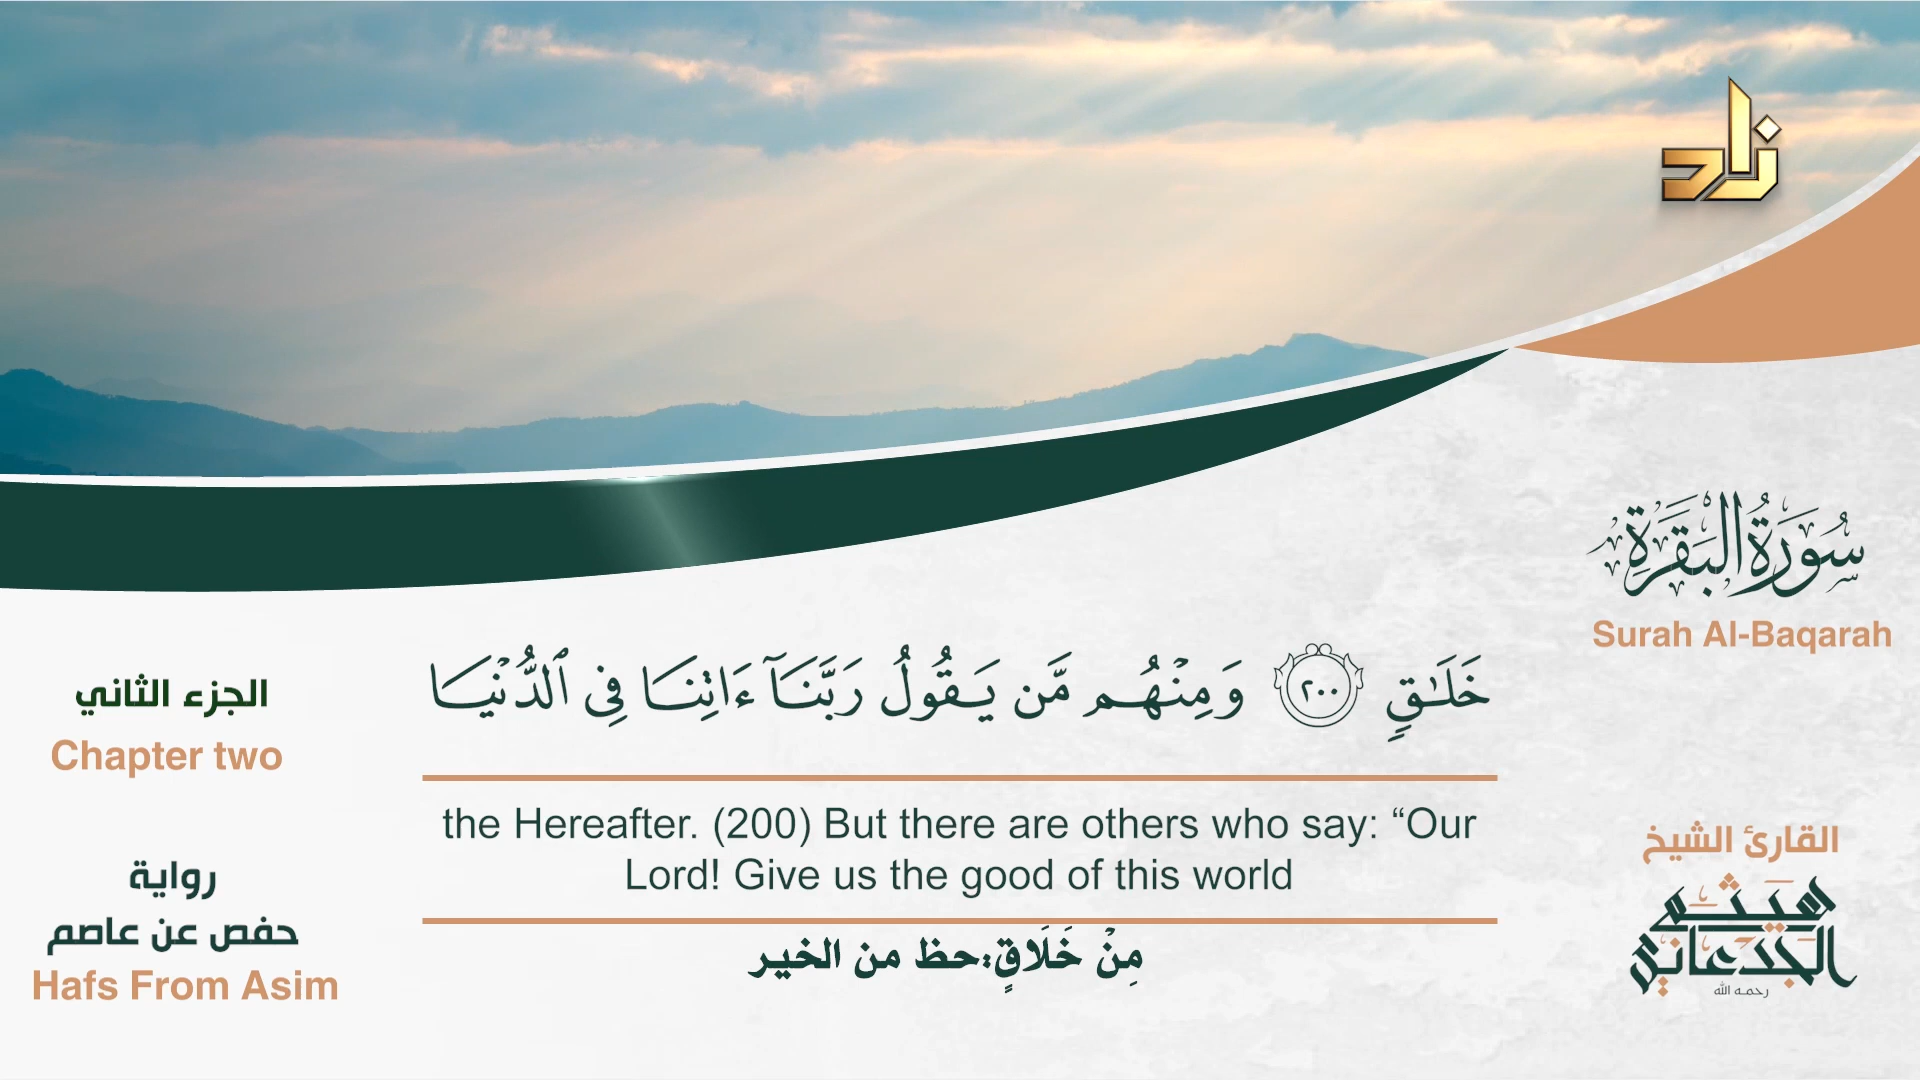 زاد
سُورَةُ البَقَرَةِ
Surah Al-Baqarah
خَلَـٰقٍ ٢٠٠ وَمِنْهُم مَّن يَقُولُ رَبَّنَآ ءَاتِنَا فِى ٱلدُّنْيَا
the Hereafter. (200) But there are others who say: “Our
Lord! Give us the good of this world
مِنْ خَلَاقٍ:حظ من الخير
الجزء الثاني
Chapter two
رواية
حفص عن عاصم
Hafs From Asim
القارئ الشيخ
هيثم
الجدعاني
رحمه الله